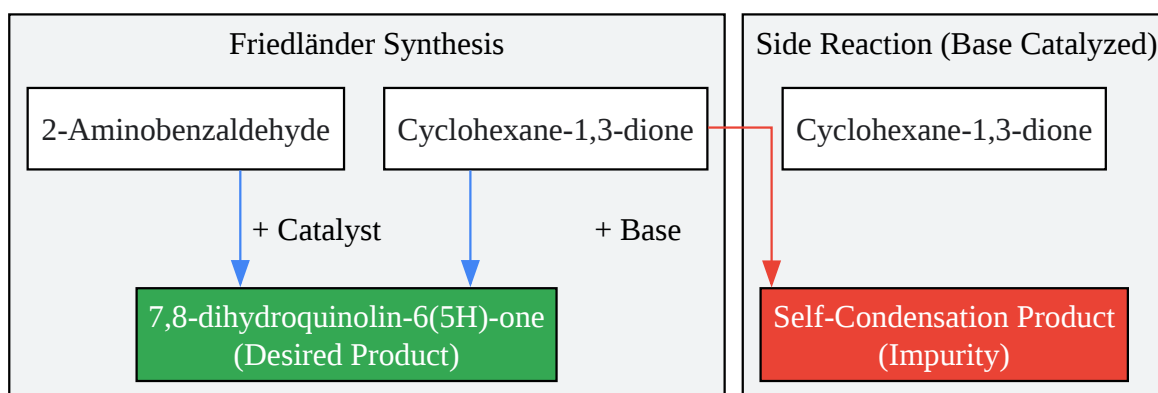 Friedländer Synthesis
Side Reaction (Base Catalyzed)
2-Aminobenzaldehyde
Cyclohexane-1,3-dione
Cyclohexane-1,3-dione
+ Catalyst
+ Base
7,8-dihydroquinolin-6(5H)-one
(Desired Product)
Self-Condensation Product
(Impurity)